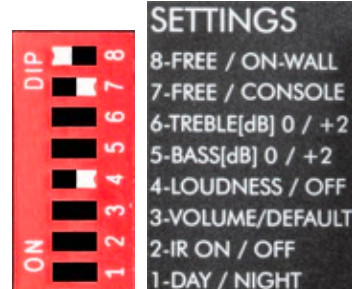 DIP
ON
8
7
6
5
4
3
2
1
SETTINGS
8-FREE / ON-WALL
7-FREE / CONSOLE
6-TREBLE[dB] 0 / +2
5-BASS[dB] 0 / +2
4-LOUDNESS / OFF
3-VOLUME/DEFAULT
2-IR ON / OFF
1-DAY / NIGHT